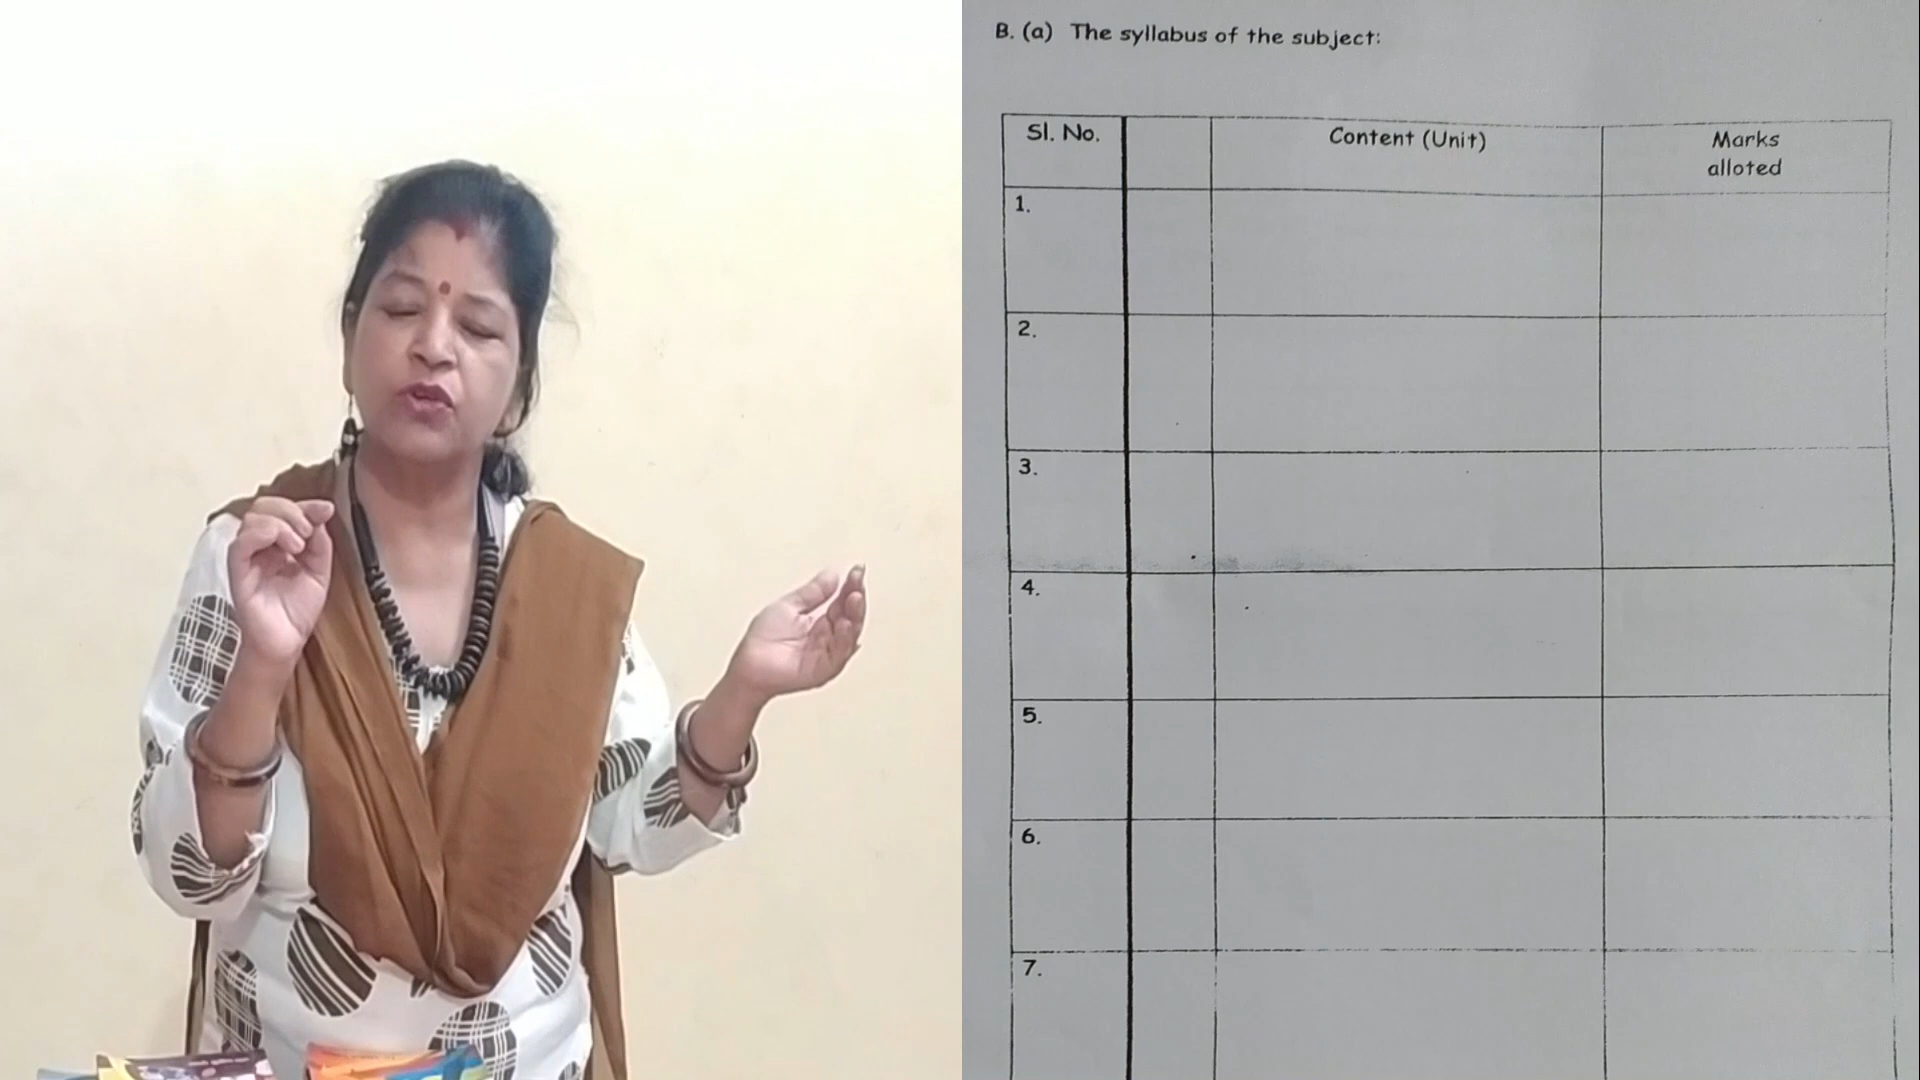 B. (a) The syllabus of the subject:
Sl. No. Content (Unit) Marks
alloted
1.
2.
3.
4.
5.
6.
7.